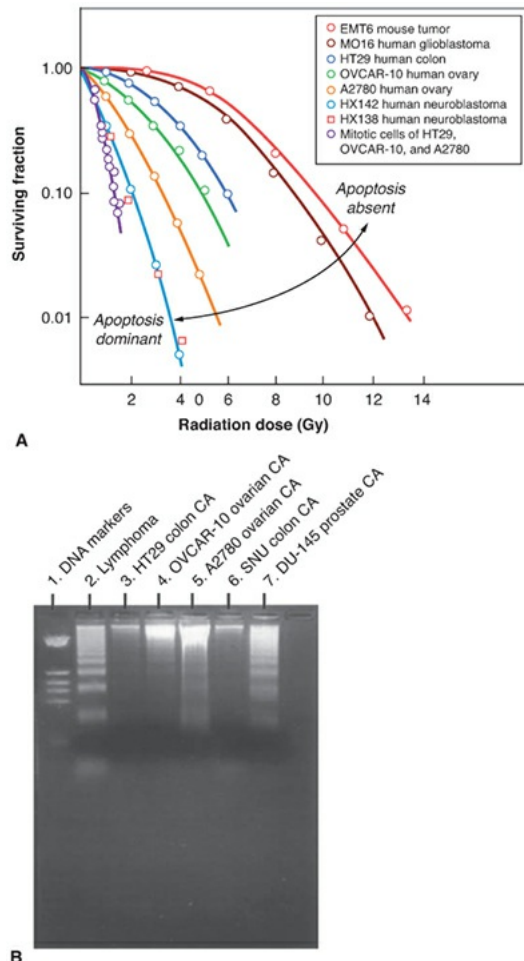 EMT6 mouse tumor
MO16 human glioblastoma
HT29 human colon
OVCAR-10 human ovary
A2780 human ovary
HX142 human neuroblastoma
HX138 human neuroblastoma
Mitotic cells of HT29,
OVCAR-10, and A2780
1.00
0.10
0.01
Surviving fraction
Apoptosis
absent
Apoptosis
dominant
2 4 0 6 8 10 12 14
Radiation dose (Gy)
A
1. DNA markers
2. Lymphoma
3. HT29 colon CA
4. OVCAR-10 ovarian CA
5. A2780 ovarian CA
6. SNU colon CA
7. DU-145 prostate CA
B